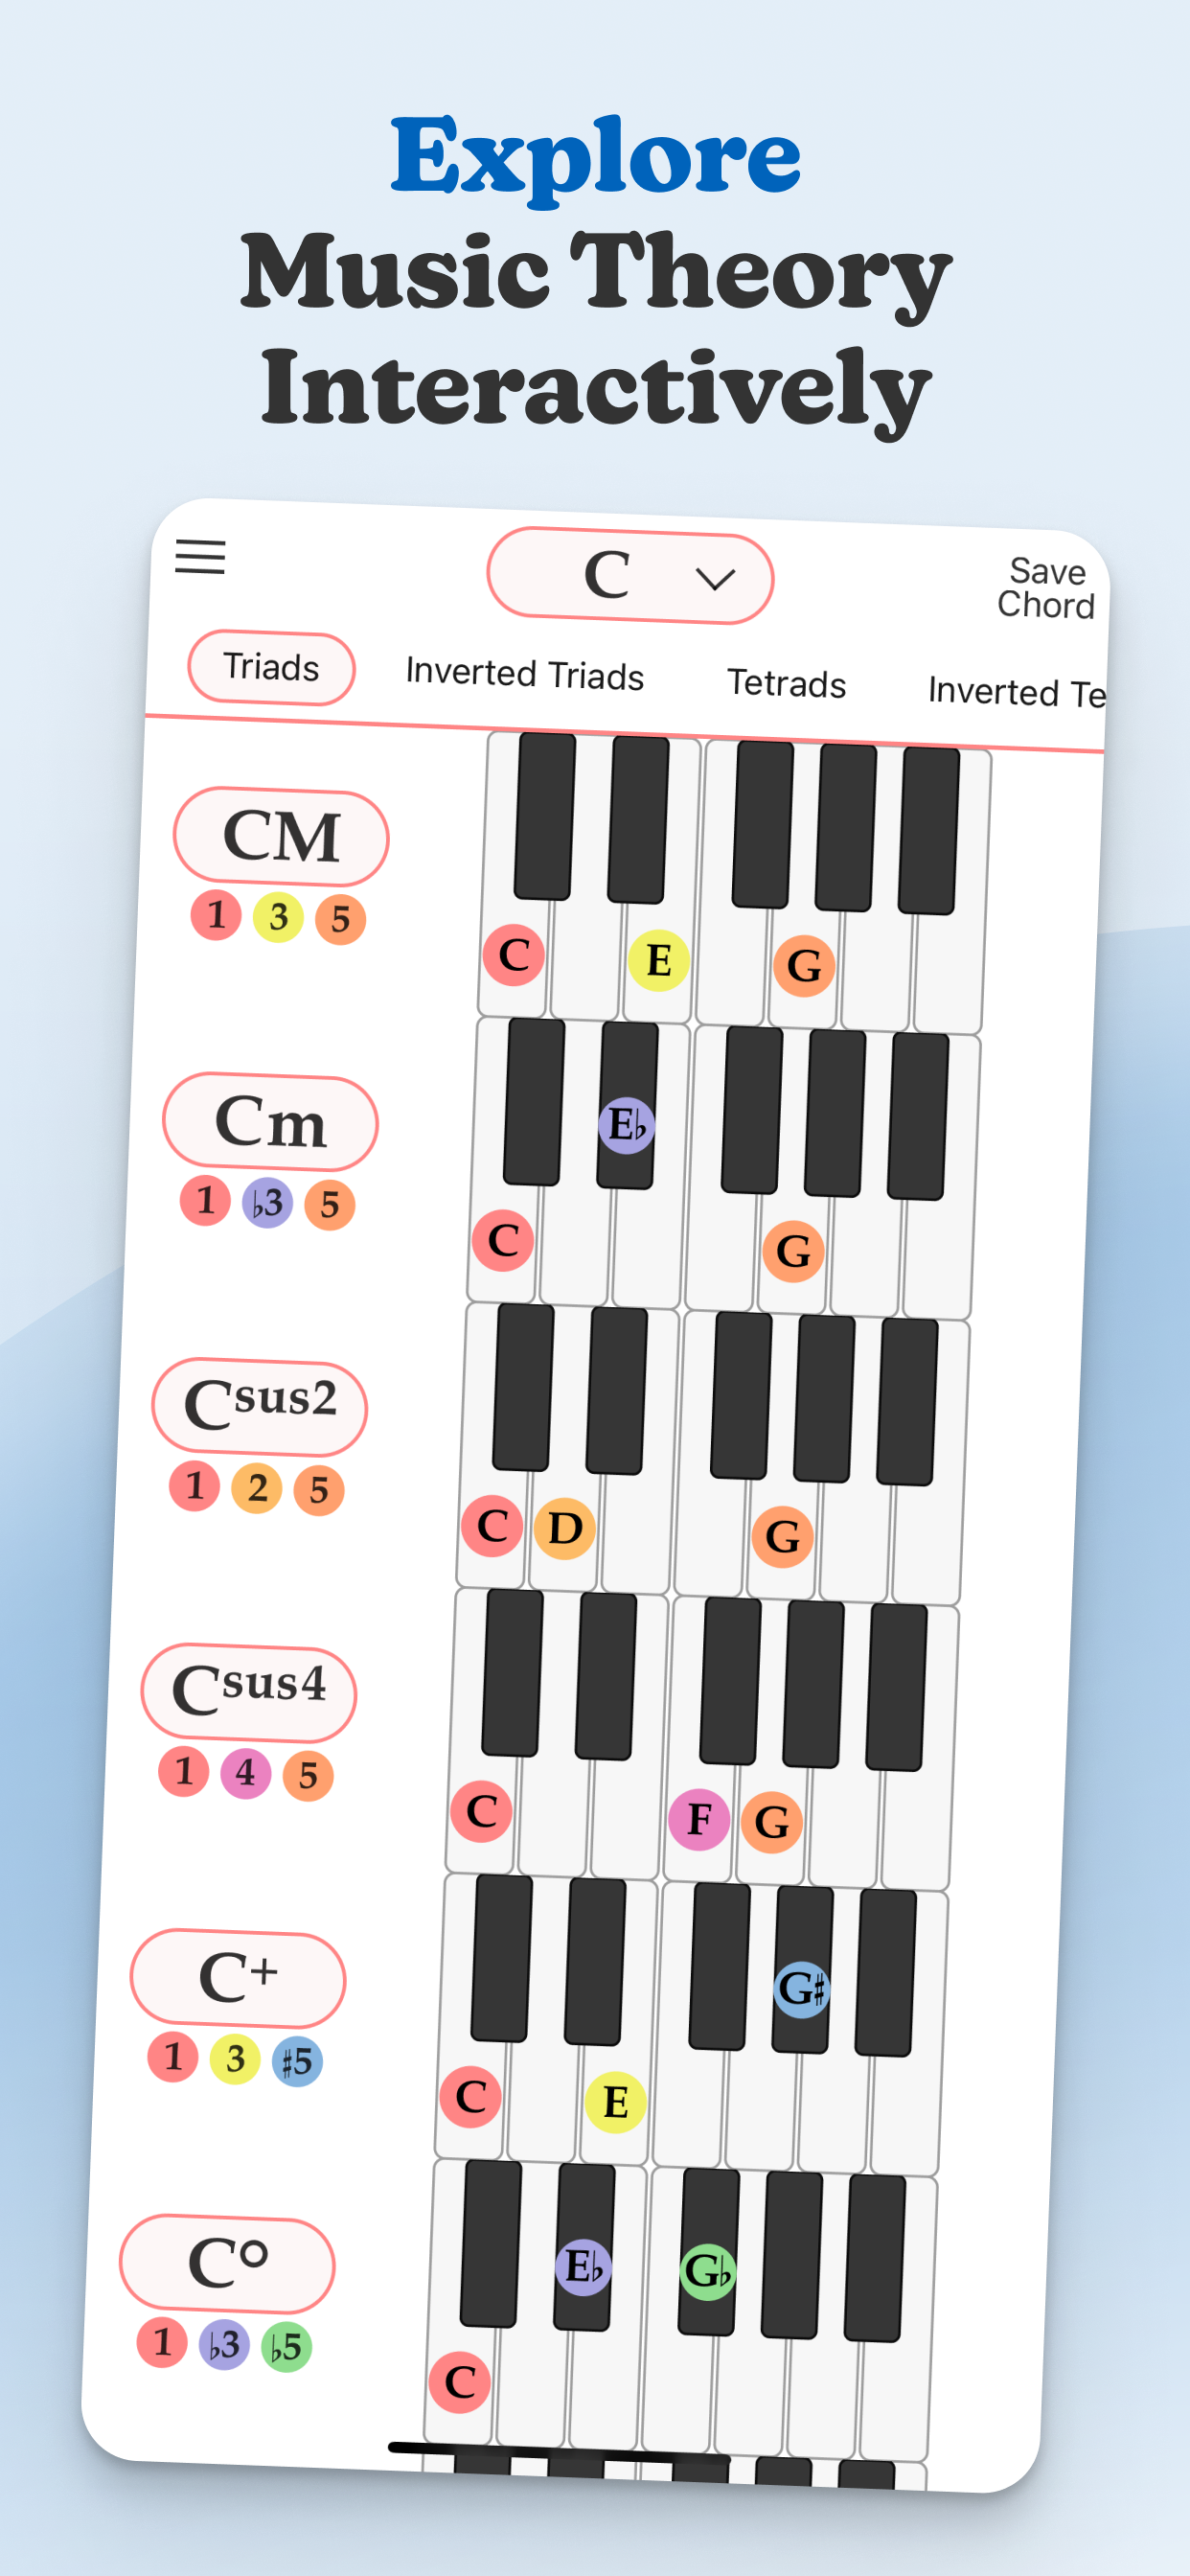 Explore
Music Theory
Interactively
C
Save
Chord
Triads Inverted Triads Tetrads Inverted Te
CM
1 3 5
C E G
Cm
1 ♭3 5
E♭
C G
Csus2
1 2 5
C D G
Csus4
1 4 5
C F G
C+
1 3 ♯5
G♯
C E
C°
1 ♭3 ♭5
E♭ G♭
C